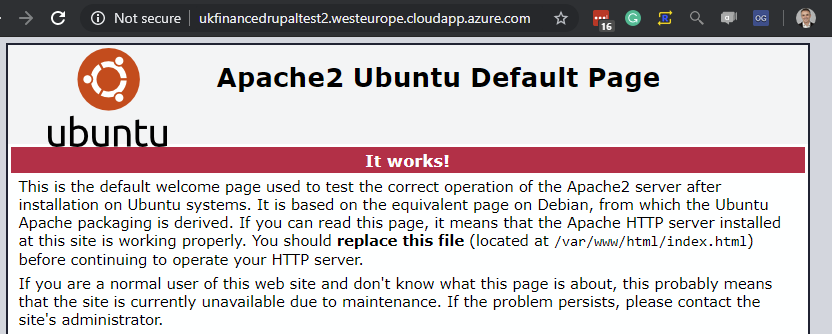 Not secure | ukfinancedrupaltest2.westeurope.cloudapp.azure.com
16
OG
Apache2 Ubuntu Default Page
ubuntu
It works!
This is the default welcome page used to test the correct operation of the Apache2 server after
installation on Ubuntu systems. It is based on the equivalent page on Debian, from which the Ubuntu
Apache packaging is derived. If you can read this page, it means that the Apache HTTP server installed
at this site is working properly. You should replace this file (located at /var/www/html/index.html)
before continuing to operate your HTTP server.
If you are a normal user of this web site and don't know what this page is about, this probably means
that the site is currently unavailable due to maintenance. If the problem persists, please contact the
site's administrator.